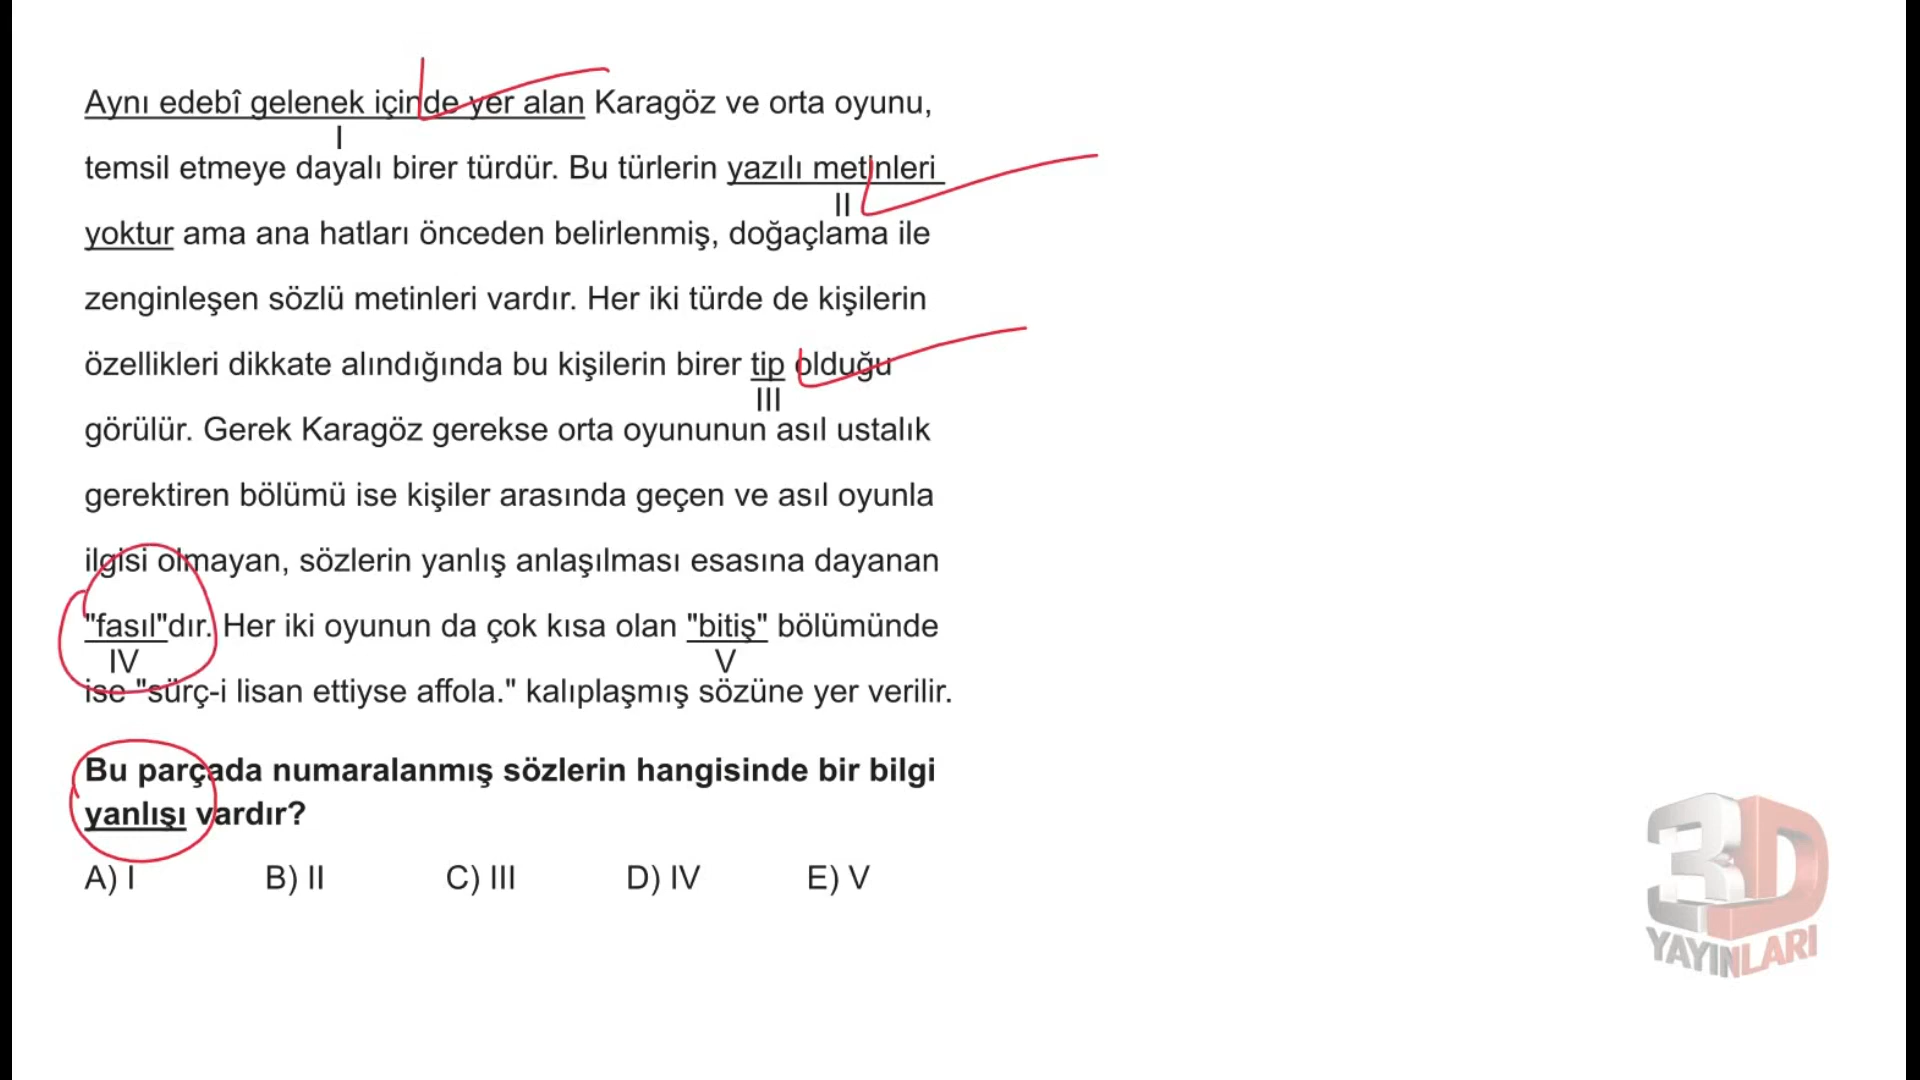 Aynı edebî gelenek içinde yer alan Karagöz ve orta oyunu,
I
temsil etmeye dayalı birer türdür. Bu türlerin yazılı metinleri
II
yoktur ama ana hatları önceden belirlenmiş, doğaçlama ile
zenginleşen sözlü metinleri vardır. Her iki türde de kişilerin
özellikleri dikkate alındığında bu kişilerin birer tip olduğu
III
görülür. Gerek Karagöz gerekse orta oyununun asıl ustalık
gerektiren bölümü ise kişiler arasında geçen ve asıl oyunla
ilgisi olmayan, sözlerin yanlış anlaşılması esasına dayanan
"fasıl"dır. Her iki oyunun da çok kısa olan "bitiş" bölümünde
IV V
ise "sürç-i lisan ettiyse affola." kalıplaşmış sözüne yer verilir.
Bu parçada numaralanmış sözlerin hangisinde bir bilgi
yanlışı vardır?
A) I B) II C) III D) IV E) V
3D
YAYINLARI